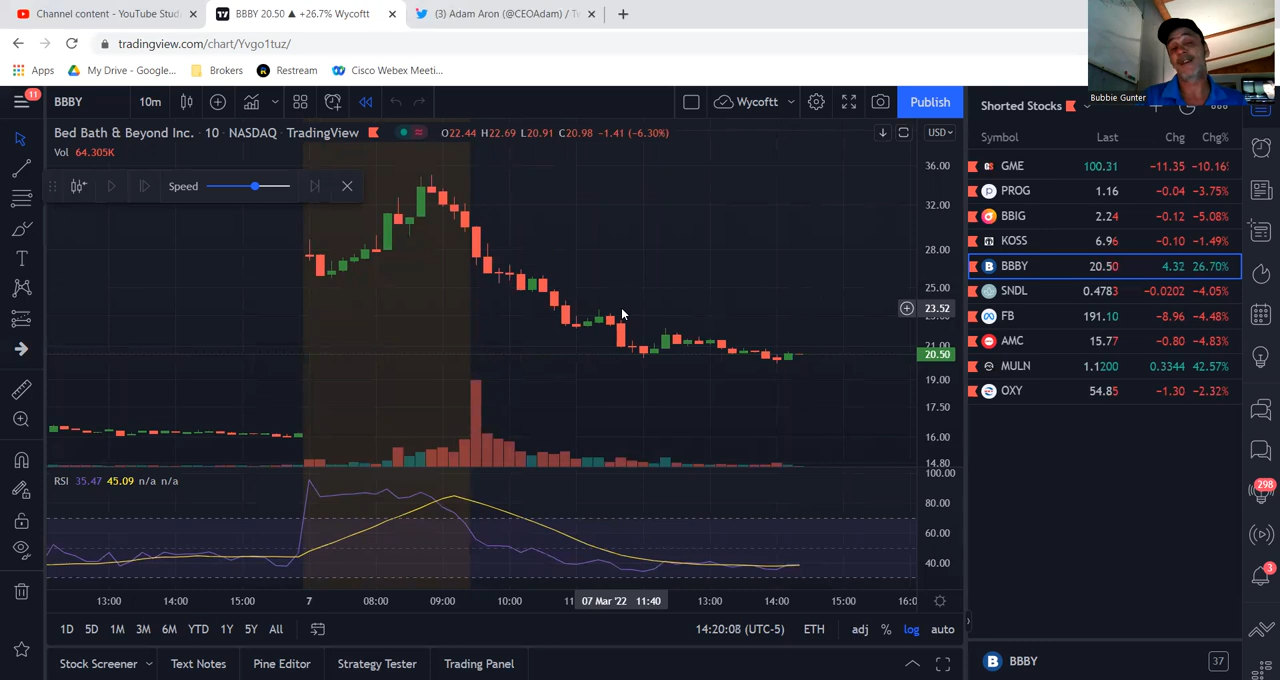 Channel content - YouTube Studi
BBBY 20.50 ▲ +26.7% Wycoftt
(3) Adam Aron (@CEOAdam) / Tw
tradingview.com/chart/Yvgo1tuz/
Apps
My Drive - Google...
Brokers
Restream
Cisco Webex Meeti...
Bubbie Gunter
11
BBBY
10m
Wycoftt
Publish
Shorted Stocks
Bed Bath & Beyond Inc. · 10 · NASDAQ · TradingView
O22.44 H22.69 L20.91 C20.98 -1.41 (-6.30%)
USD
Vol 64.305K
Speed
Symbol Last Chg Chg%
GME 100.31 -11.35 -10.16%
PROG 1.16 -0.04 -3.75%
BBIG 2.24 -0.12 -5.08%
KOSS 6.96 -0.10 -1.49%
BBBY 20.50 4.32 26.70%
SNDL 0.4783 -0.0202 -4.05%
FB 191.10 -8.96 -4.48%
AMC 15.77 -0.80 -4.83%
MULN 1.1200 0.3344 42.57%
OXY 54.85 -1.30 -2.32%
36.00
32.00
28.00
25.00
23.52
21.00
20.50
19.00
17.50
16.00
14.80
RSI 35.47 45.09 n/a n/a
100.00
80.00
60.00
40.00
298
3
13:00 14:00 15:00 7 08:00 09:00 10:00 11 07 Mar '22 11:40 13:00 14:00 15:00 16:0
1D 5D 1M 3M 6M YTD 1Y 5Y All
14:20:08 (UTC-5) ETH adj % log auto
Stock Screener
Text Notes
Pine Editor
Strategy Tester
Trading Panel
B BBBY
37